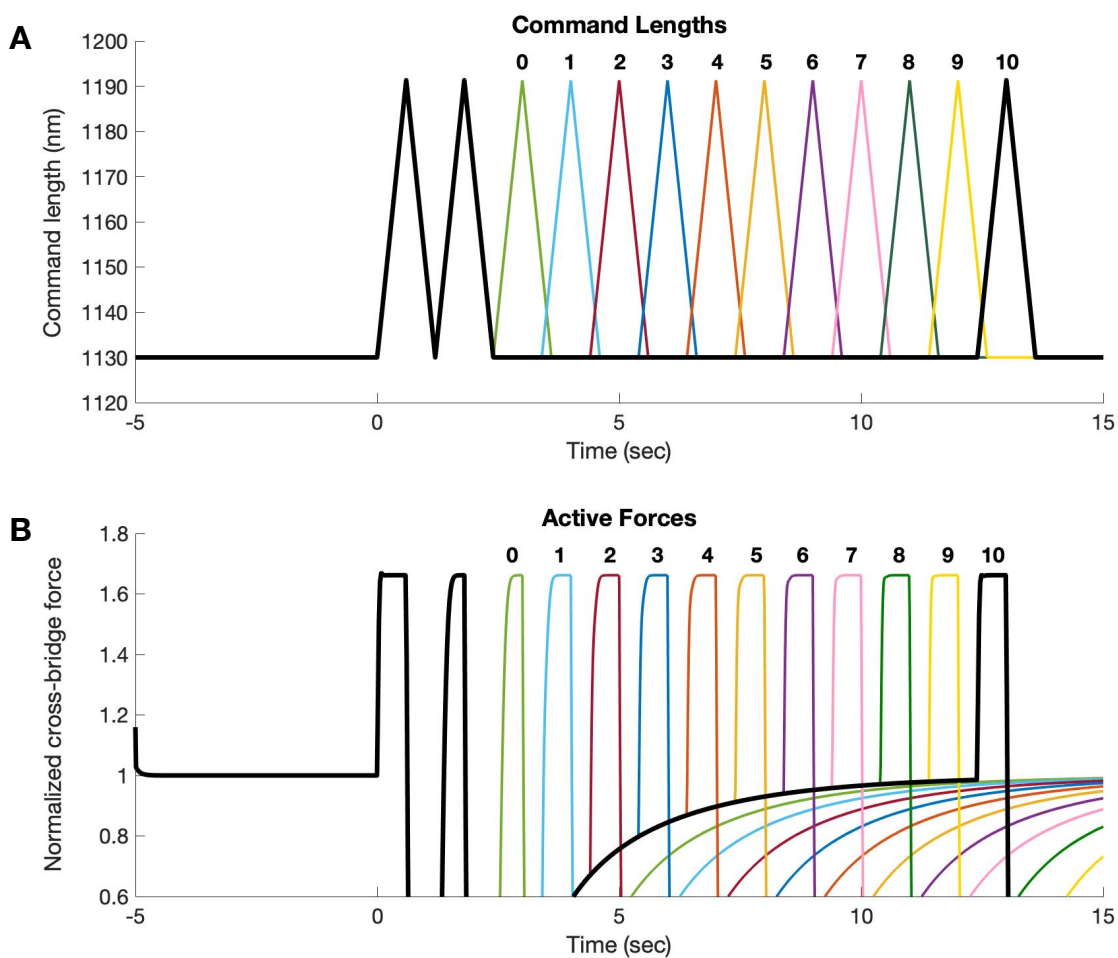 A
Command Lengths
0 1 2 3 4 5 6 7 8 9 10
Command length (nm)
1200
1190
1180
1170
1160
1150
1140
1130
1120
-5 0 5 10 15
Time (sec)
B
Active Forces
0 1 2 3 4 5 6 7 8 9 10
Normalized cross-bridge force
1.8
1.6
1.4
1.2
1
0.8
0.6
-5 0 5 10 15
Time (sec)